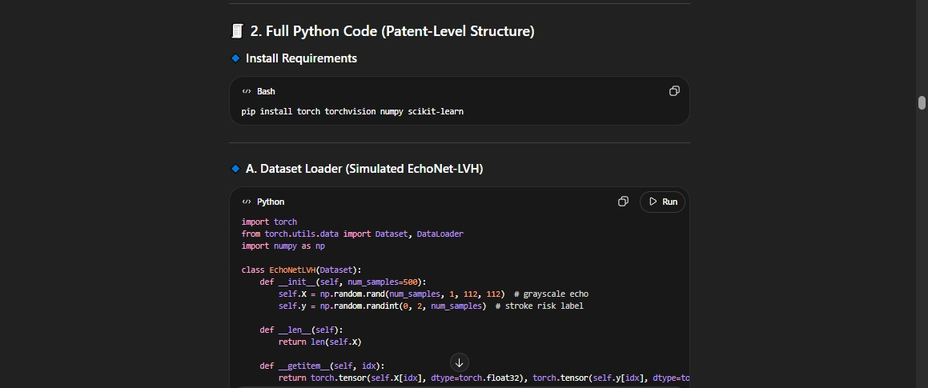 2. Full Python Code (Patent-Level Structure)
Install Requirements
Bash
pip install torch torchvision numpy scikit-learn
A. Dataset Loader (Simulated EchoNet-LVH)
Python
Run
import torch
from torch.utils.data import Dataset, DataLoader
import numpy as np
class EchoNetLVH(Dataset):
    def __init__(self, num_samples=500):
        self.X = np.random.rand(num_samples, 1, 112, 112)  # grayscale echo
        self.y = np.random.randint(0, 2, num_samples)  # stroke risk label
    def __len__(self):
        return len(self.X)
    def __getitem__(self, idx):
        return torch.tensor(self.X[idx], dtype=torch.float32), torch.tensor(self.y[idx], dtype=to